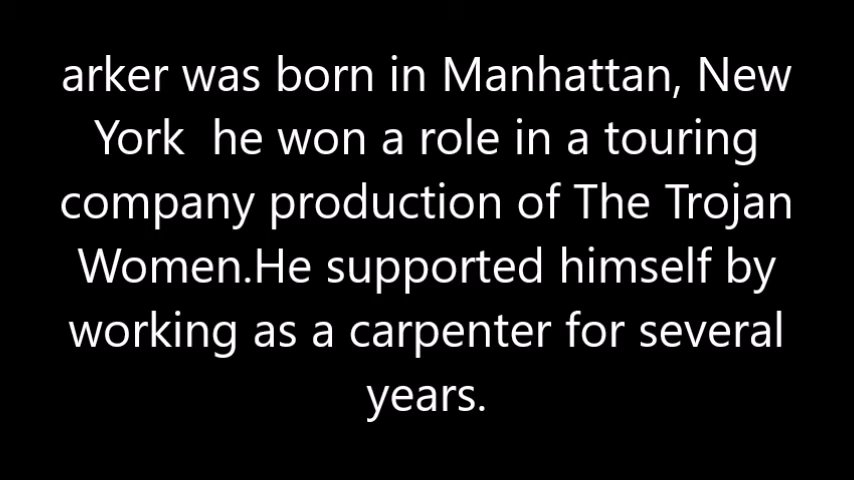 arker was born in Manhattan, New
York  he won a role in a touring
company production of The Trojan
Women.He supported himself by
working as a carpenter for several
years.